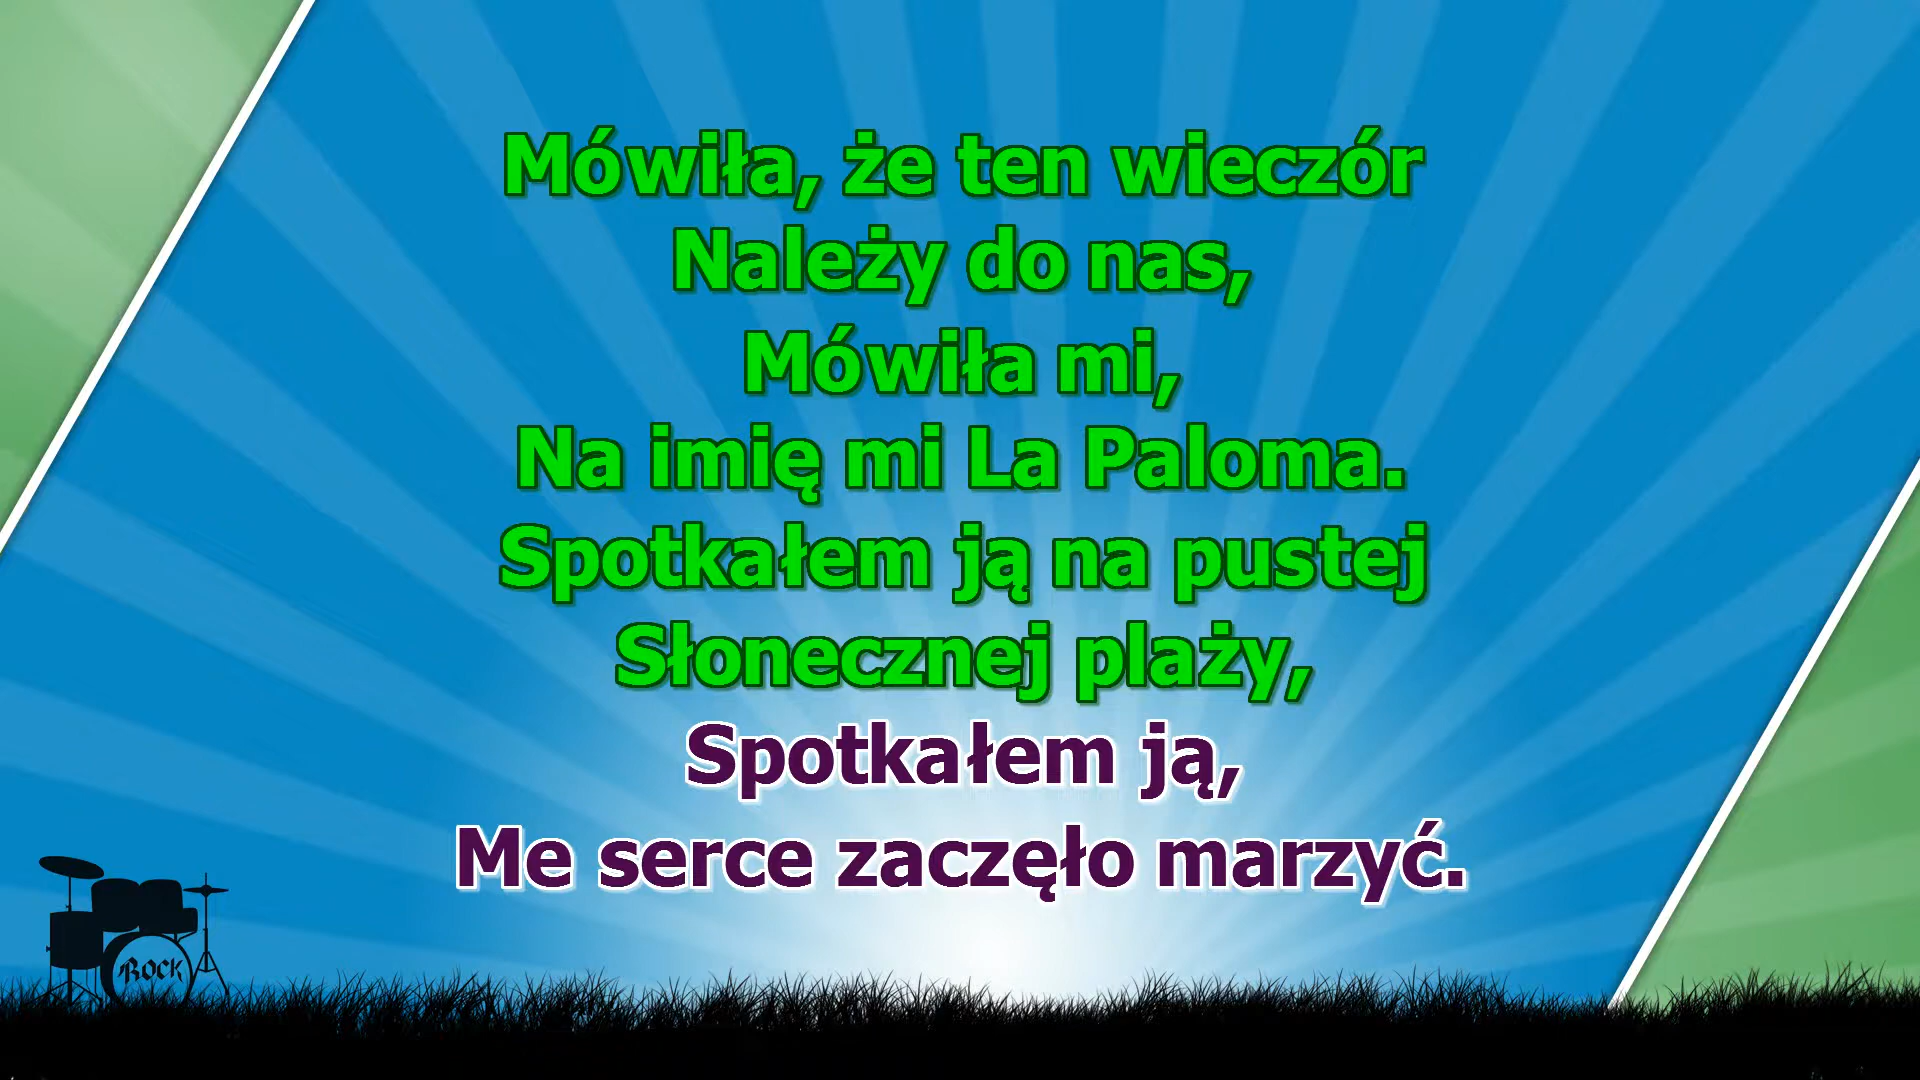 Mówiła, że ten wieczór
Należy do nas,
Mówiła mi,
Na imię mi La Paloma.
Spotkałem ją na pustej
Słonecznej plaży,
Spotkałem ją,
Me serce zaczęło marzyć.
ROCK